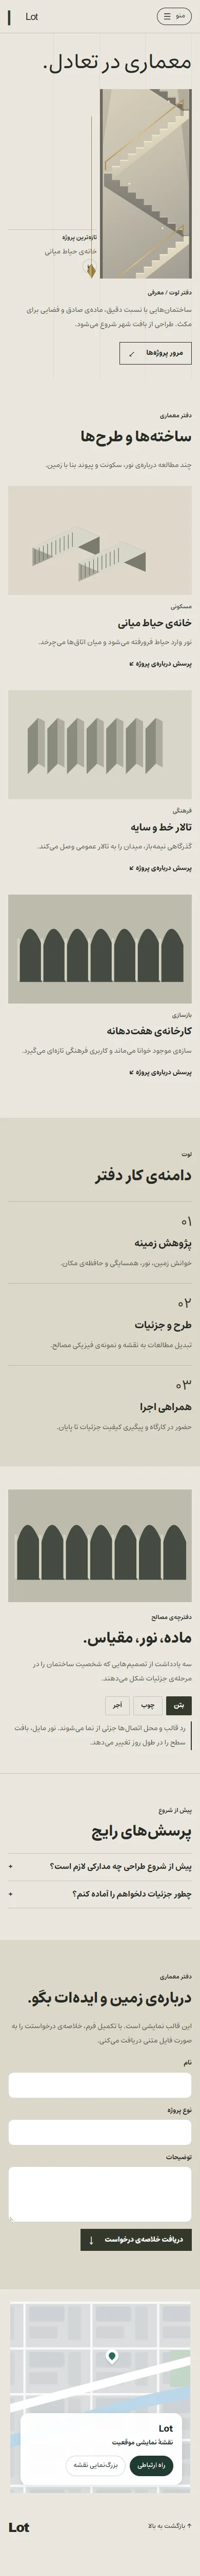 منو
Lot
معماری در تعادل.
تازه‌ترین پروژه
خانه‌ی حیاط میانی
دفتر لوت / معرفی
ساختمان‌هایی با نسبت دقیق، ماده‌ی صادق و فضایی برای
مکث. طراحی از بافت شهر شروع می‌شود.
مرور پروژه‌ها ↙
دفتر معماری
ساخته‌ها و طرح‌ها
چند مطالعه درباره‌ی نور، سکونت و پیوند بنا با زمین.
مسکونی
خانه‌ی حیاط میانی
نور وارد حیاط فرورفته می‌شود و میان اتاق‌ها می‌چرخد.
پرسش درباره‌ی پروژه ↙
فرهنگی
تالار خط و سایه
گذرگاهی نیمه‌باز، میدان را به تالار عمومی وصل می‌کند.
پرسش درباره‌ی پروژه ↙
بازسازی
کارخانه‌ی هفت‌دهانه
سازه‌ی موجود خوانا می‌ماند و کاربری فرهنگی تازه‌ای می‌گیرد.
پرسش درباره‌ی پروژه ↙
لوت
دامنه‌ی کار دفتر
۰۱
پژوهش زمینه
خوانش زمین، نور، همسایگی و حافظه‌ی مکان.
۰۲
طرح و جزئیات
تبدیل مطالعات به نقشه و نمونه‌ی فیزیکی مصالح.
۰۳
همراهی اجرا
حضور در کارگاه و پیگیری کیفیت جزئیات تا پایان.
دفترچه‌ی مصالح
ماده، نور، مقیاس.
سه یادداشت از تصمیم‌هایی که شخصیت ساختمان را در
مرحله‌ی جزئیات شکل می‌دهند.
بتن
چوب
آجر
رد قالب و محل اتصال‌ها جزئی از نما می‌شوند. نور مایل، بافت
سطح را در طول روز تغییر می‌دهد.
پیش از شروع
پرسش‌های رایج
پیش از شروع طراحی چه مدارکی لازم است؟ +
چطور جزئیات دلخواهم را آماده کنم؟ +
دفتر معماری
درباره‌ی زمین و ایده‌ات بگو.
این قالب نمایشی است. با تکمیل فرم، خلاصه‌ی درخواستت را به
صورت فایل متنی دریافت می‌کنی.
نام
نوع پروژه
توضیحات
دریافت خلاصه‌ی درخواست ↓
Lot
نقشهٔ نمایشی موقعیت
راه ارتباطی
بزرگ‌نمایی نقشه
↑ بازگشت به بالا
Lot